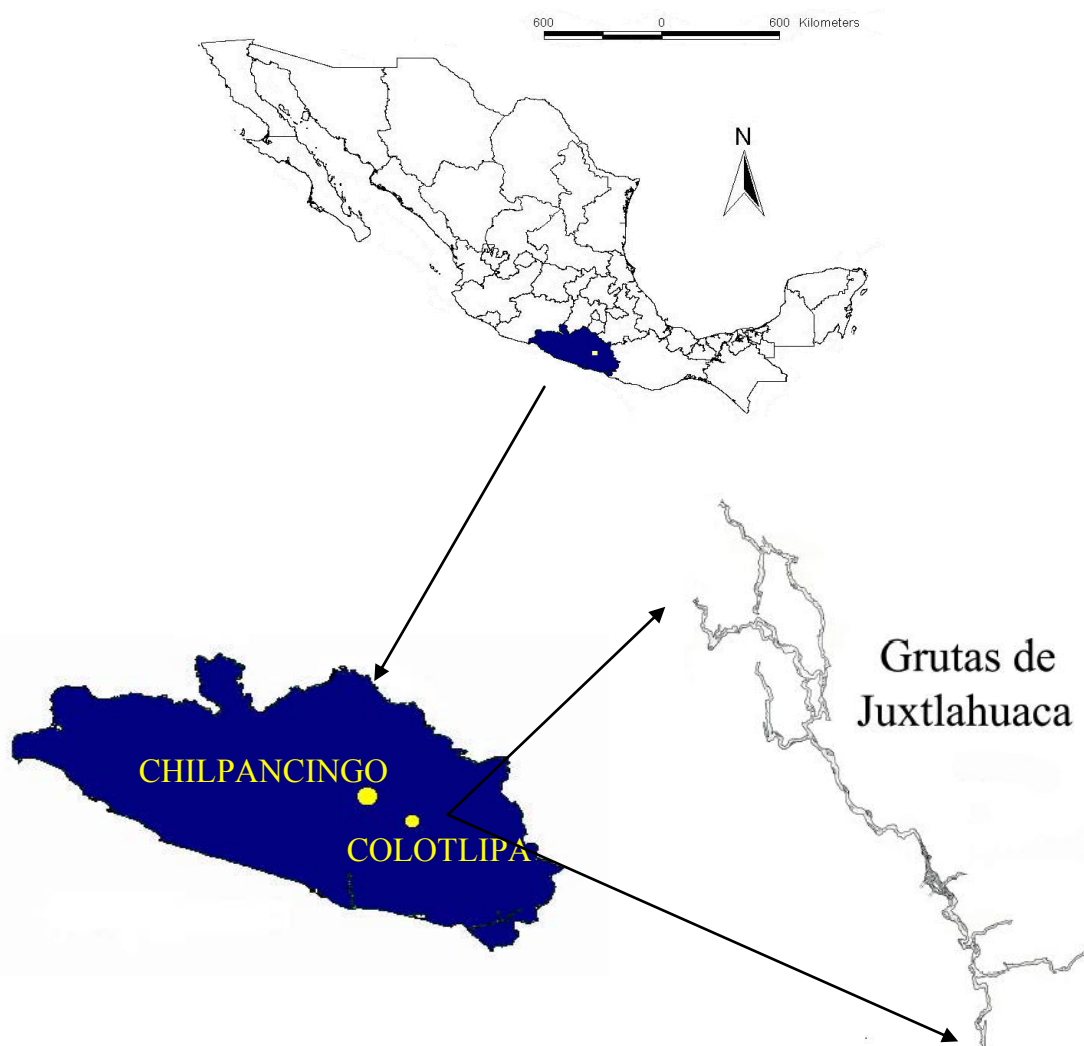 600 0 600 Kilometers
N
Grutas de
Juxtlahuaca
CHILPANCINGO
COLOTLIPA